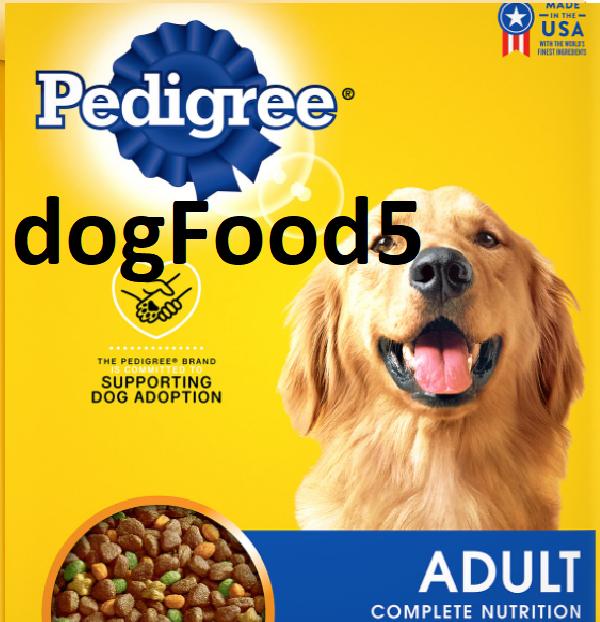 MADE
IN THE
USA
WITH THE WORLD'S
FINEST INGREDIENTS
Pedigree®
dogFood5
THE PEDIGREE® BRAND
IS COMMITTED TO
SUPPORTING
DOG ADOPTION
ADULT
COMPLETE NUTRITION